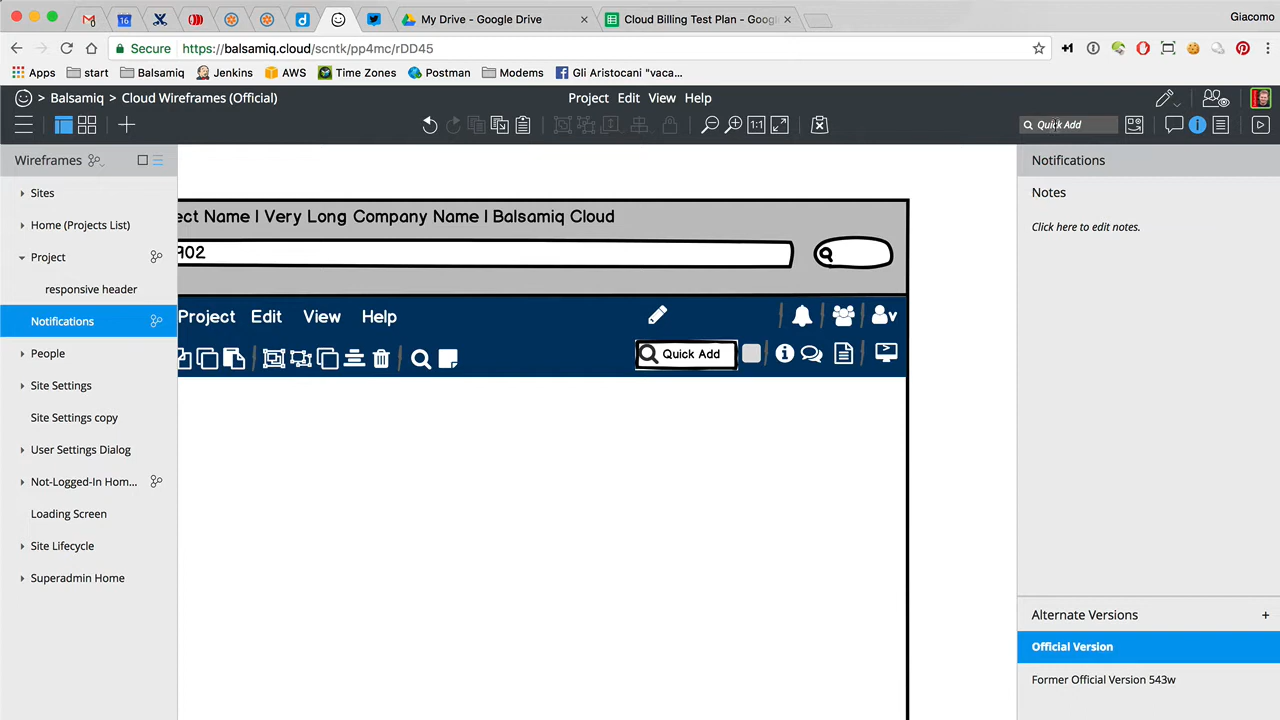 16
My Drive - Google Drive
Cloud Billing Test Plan - Goog
Giacomo
Secure
https://balsamiq.cloud/scntk/pp4mc/rDD45
+1
Apps
start
Balsamiq
Jenkins
AWS
Time Zones
Postman
Modems
Gli Aristocani "vaca...
Balsamiq > Cloud Wireframes (Official)
Project Edit View Help
1:1
Quick Add
Wireframes
Sites
Home (Projects List)
Project
responsive header
Notifications
People
Site Settings
Site Settings copy
User Settings Dialog
Not-Logged-In Hom...
Loading Screen
Site Lifecycle
Superadmin Home
ect Name | Very Long Company Name | Balsamiq Cloud
902
Project Edit View Help
Quick Add
Notifications
Notes
Click here to edit notes.
Alternate Versions +
Official Version
Former Official Version 543w